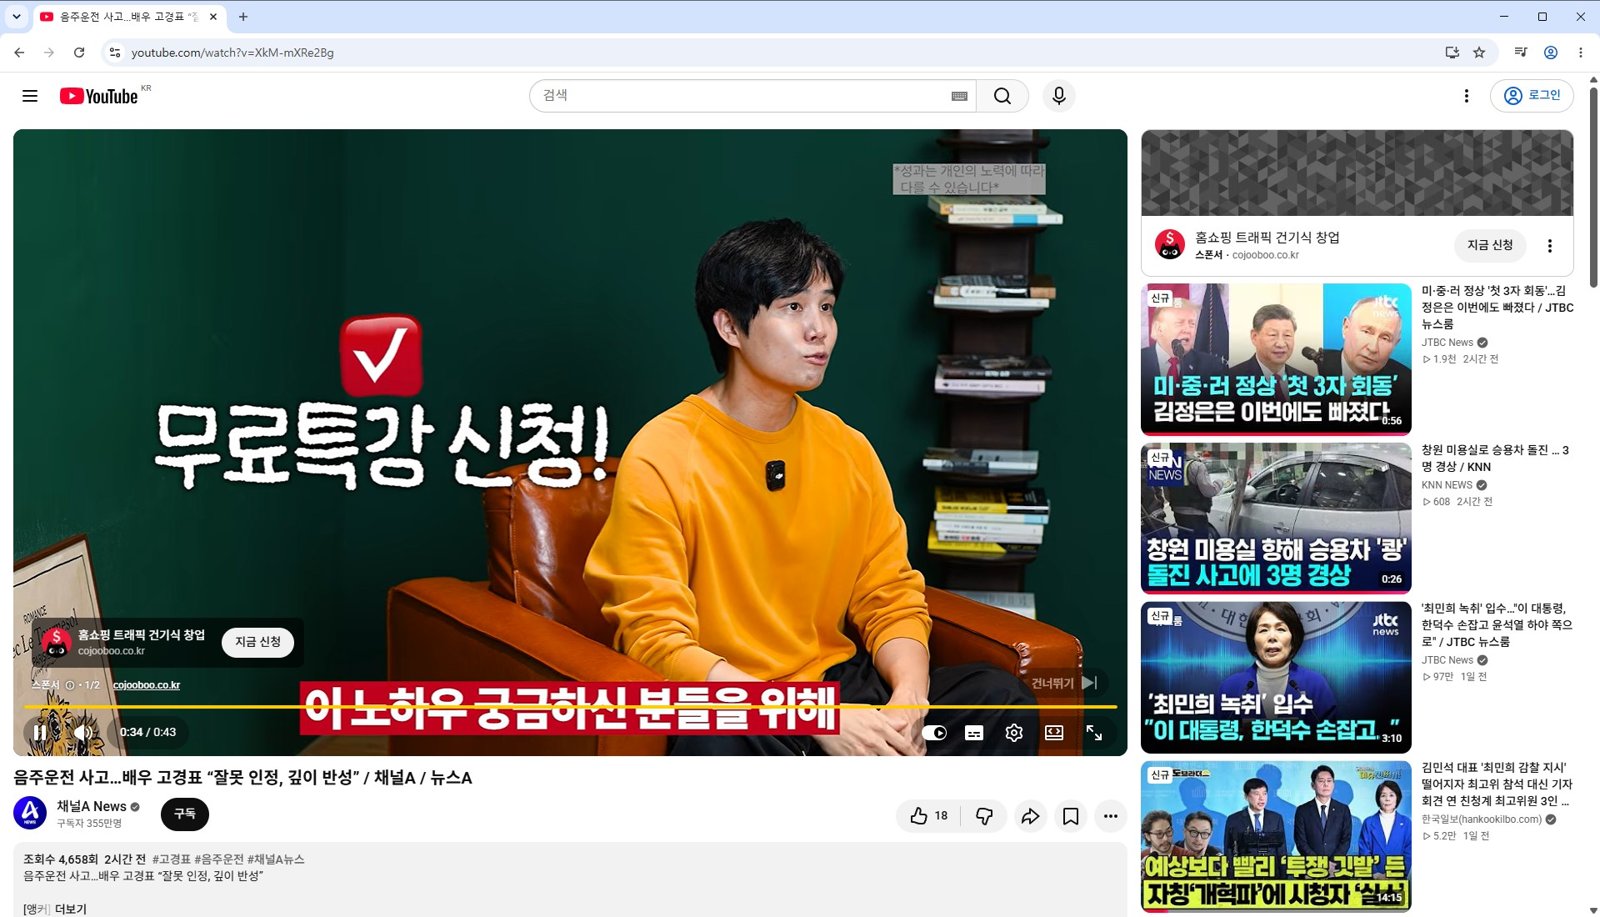 음주운전 사고…배우 고경표 “잘
youtube.com/watch?v=XkM-mXRe2Bg
YouTube KR
검색
로그인
*성과는 개인의 노력에 따라
다를 수 있습니다*
무료특강 신청!
ROMANCE
홈쇼핑 트래픽 건기식 창업
cojooboo.co.kr
지금 신청
스폰서 · 1/2 cojooboo.co.kr
건너뛰기
이 노하우 궁금하신 분들을 위해
0:34 / 0:43
음주운전 사고…배우 고경표 “잘못 인정, 깊이 반성” / 채널A / 뉴스A
채널A News
구독자 355만명
구독
18
조회수 4,658회 2시간 전 #고경표 #음주운전 #채널A뉴스
음주운전 사고…배우 고경표 “잘못 인정, 깊이 반성”
[앵커] 더보기
홈쇼핑 트래픽 건기식 창업
스폰서 · cojooboo.co.kr
지금 신청
신규
jtbc
news
미·중·러 정상 '첫 3자 회동'
김정은은 이번에도 빠졌다
0:56
미·중·러 정상 '첫 3자 회동'…김
정은은 이번에도 빠졌다 / JTBC
뉴스룸
JTBC News
1.9천 2시간 전
신규
KNN
NEWS
창원 미용실 향해 승용차 '쾅'
돌진 사고에 3명 경상
0:26
창원 미용실로 승용차 돌진 … 3
명 경상 / KNN
KNN NEWS
608 2시간 전
신규
jtbc
news
'최민희 녹취' 입수
"이 대통령, 한덕수 손잡고.."
3:10
'최민희 녹취' 입수…"이 대통령,
한덕수 손잡고 윤석열 하야 쪽으
로" / JTBC 뉴스룸
JTBC News
97만 1일 전
신규
예상보다 빨리 '투쟁 깃발' 든
자칭'개혁파'에 시청자 '실소'
14:15
김민석 대표 '최민희 감찰 지시'
떨어지자 최고위 참석 대신 기자
회견 연 친청계 최고위원 3인 …
한국일보(hankookilbo.com)
5.2만 1일 전